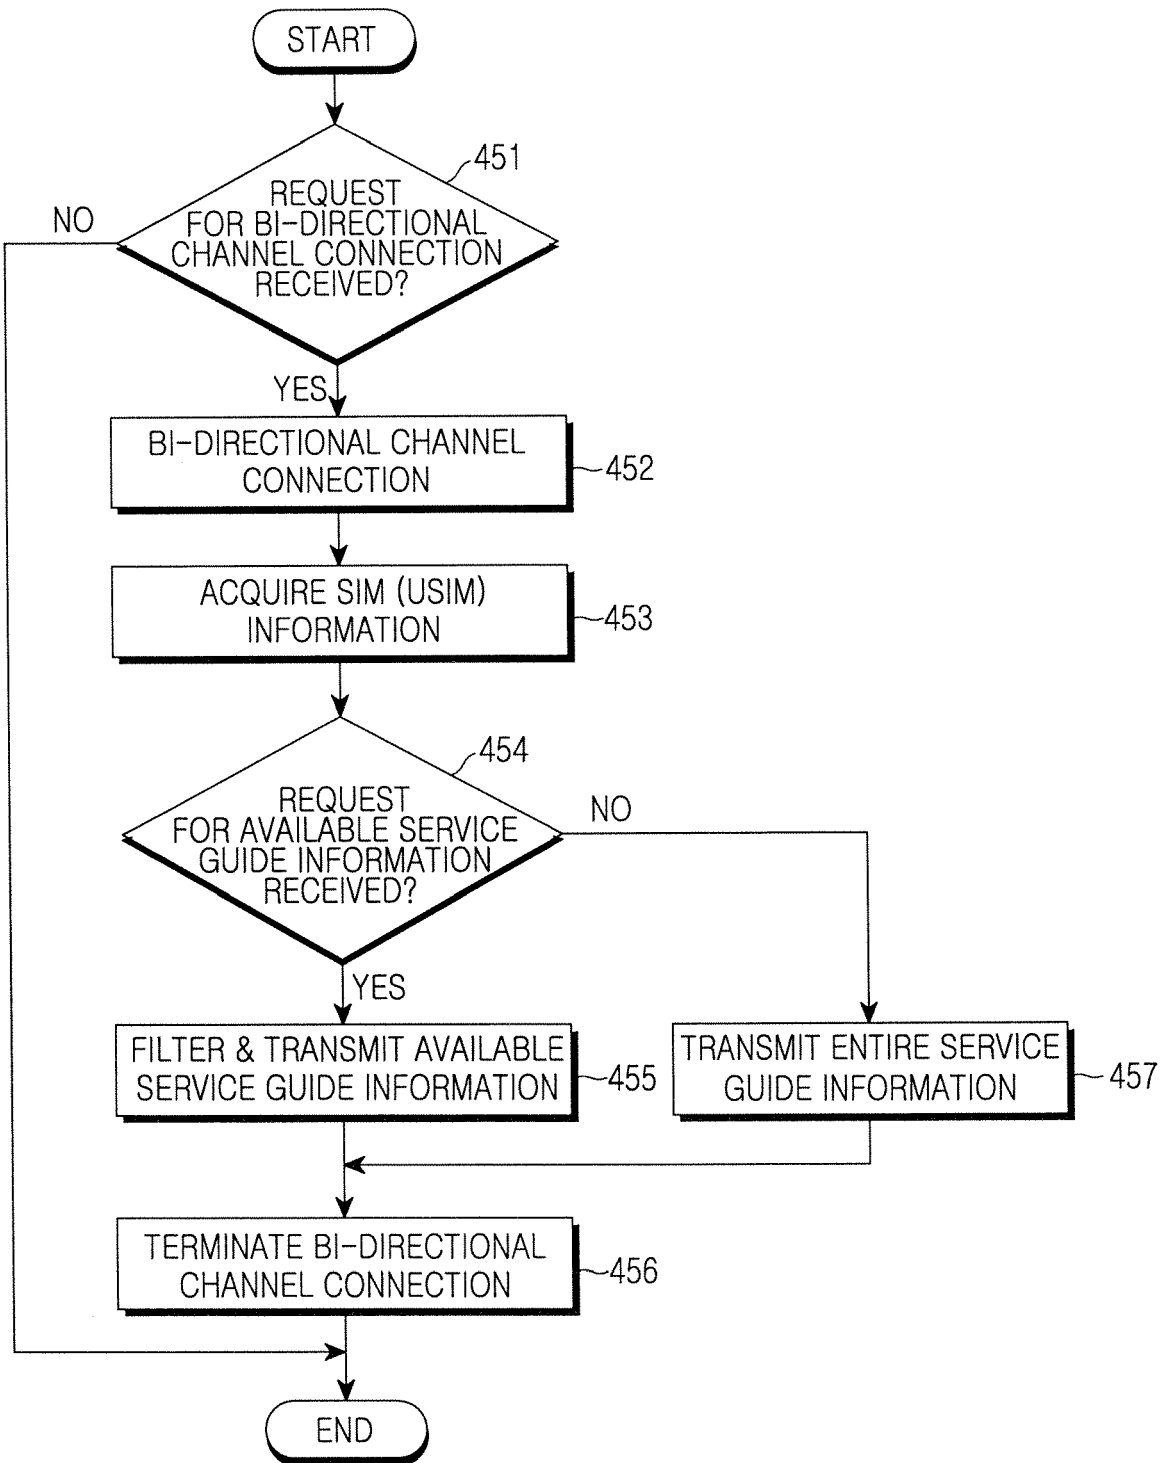 START
451
REQUEST
FOR BI-DIRECTIONAL
CHANNEL CONNECTION
RECEIVED?
NO
YES
BI-DIRECTIONAL CHANNEL
CONNECTION
452
ACQUIRE SIM (USIM)
INFORMATION
453
454
REQUEST
FOR AVAILABLE SERVICE
GUIDE INFORMATION
RECEIVED?
NO
YES
FILTER & TRANSMIT AVAILABLE
SERVICE GUIDE INFORMATION
455
TRANSMIT ENTIRE SERVICE
GUIDE INFORMATION
457
TERMINATE BI-DIRECTIONAL
CHANNEL CONNECTION
456
END